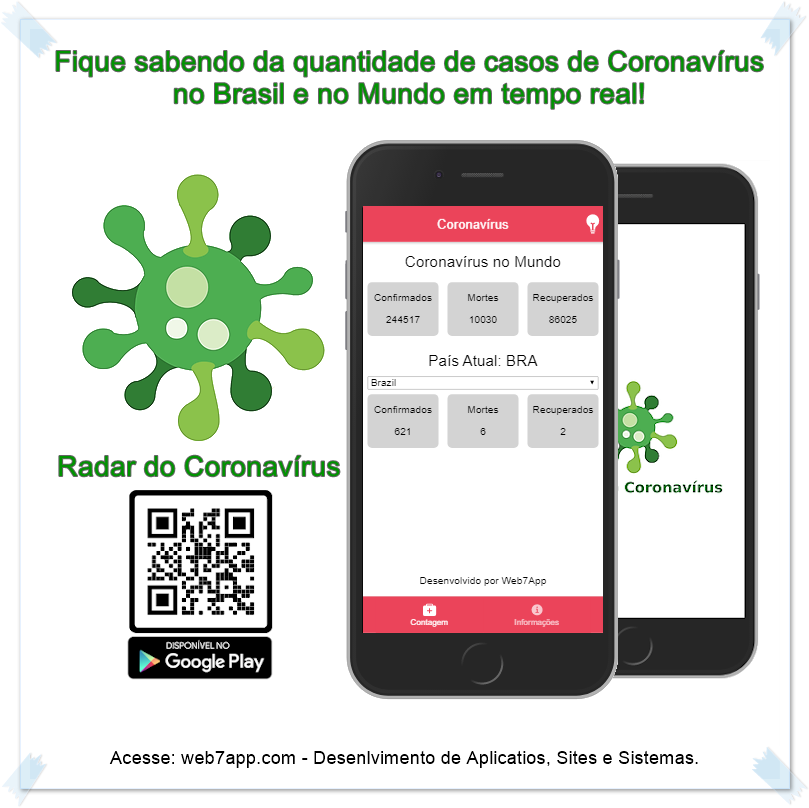 Fique sabendo da quantidade de casos de Coronavírus
no Brasil e no Mundo em tempo real!
Radar do Coronavírus
DISPONÍVEL NO
Google Play
Coronavírus
Coronavírus no Mundo
Confirmados Mortes Recuperados
244517 10030 86025
País Atual: BRA
Brazil
Confirmados Mortes Recuperados
621 6 2
Desenvolvido por Web7App
Contagem Informações
Coronavírus
Acesse: web7app.com - Desenlvimento de Aplicatios, Sites e Sistemas.